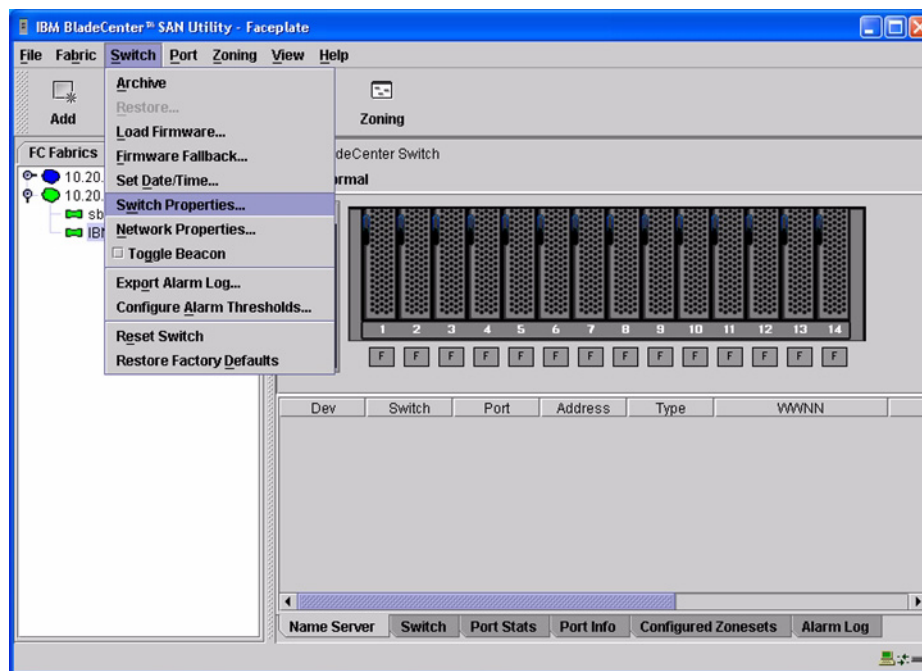 IBM BladeCenter™ SAN Utility - Faceplate
File Fabric Switch Port Zoning View Help
Add
Zoning
Archive
Restore...
Load Firmware...
Firmware Fallback...
Set Date/Time...
Switch Properties...
Network Properties...
Toggle Beacon
Export Alarm Log...
Configure Alarm Thresholds...
Reset Switch
Restore Factory Defaults
FC Fabrics
10.20.
10.20.
sb
IB
deCenter Switch
rmal
1 2 3 4 5 6 7 8 9 10 11 12 13 14
F F F F F F F F F F F F F F
Dev Switch Port Address Type WWNN
Name Server Switch Port Stats Port Info Configured Zonesets Alarm Log